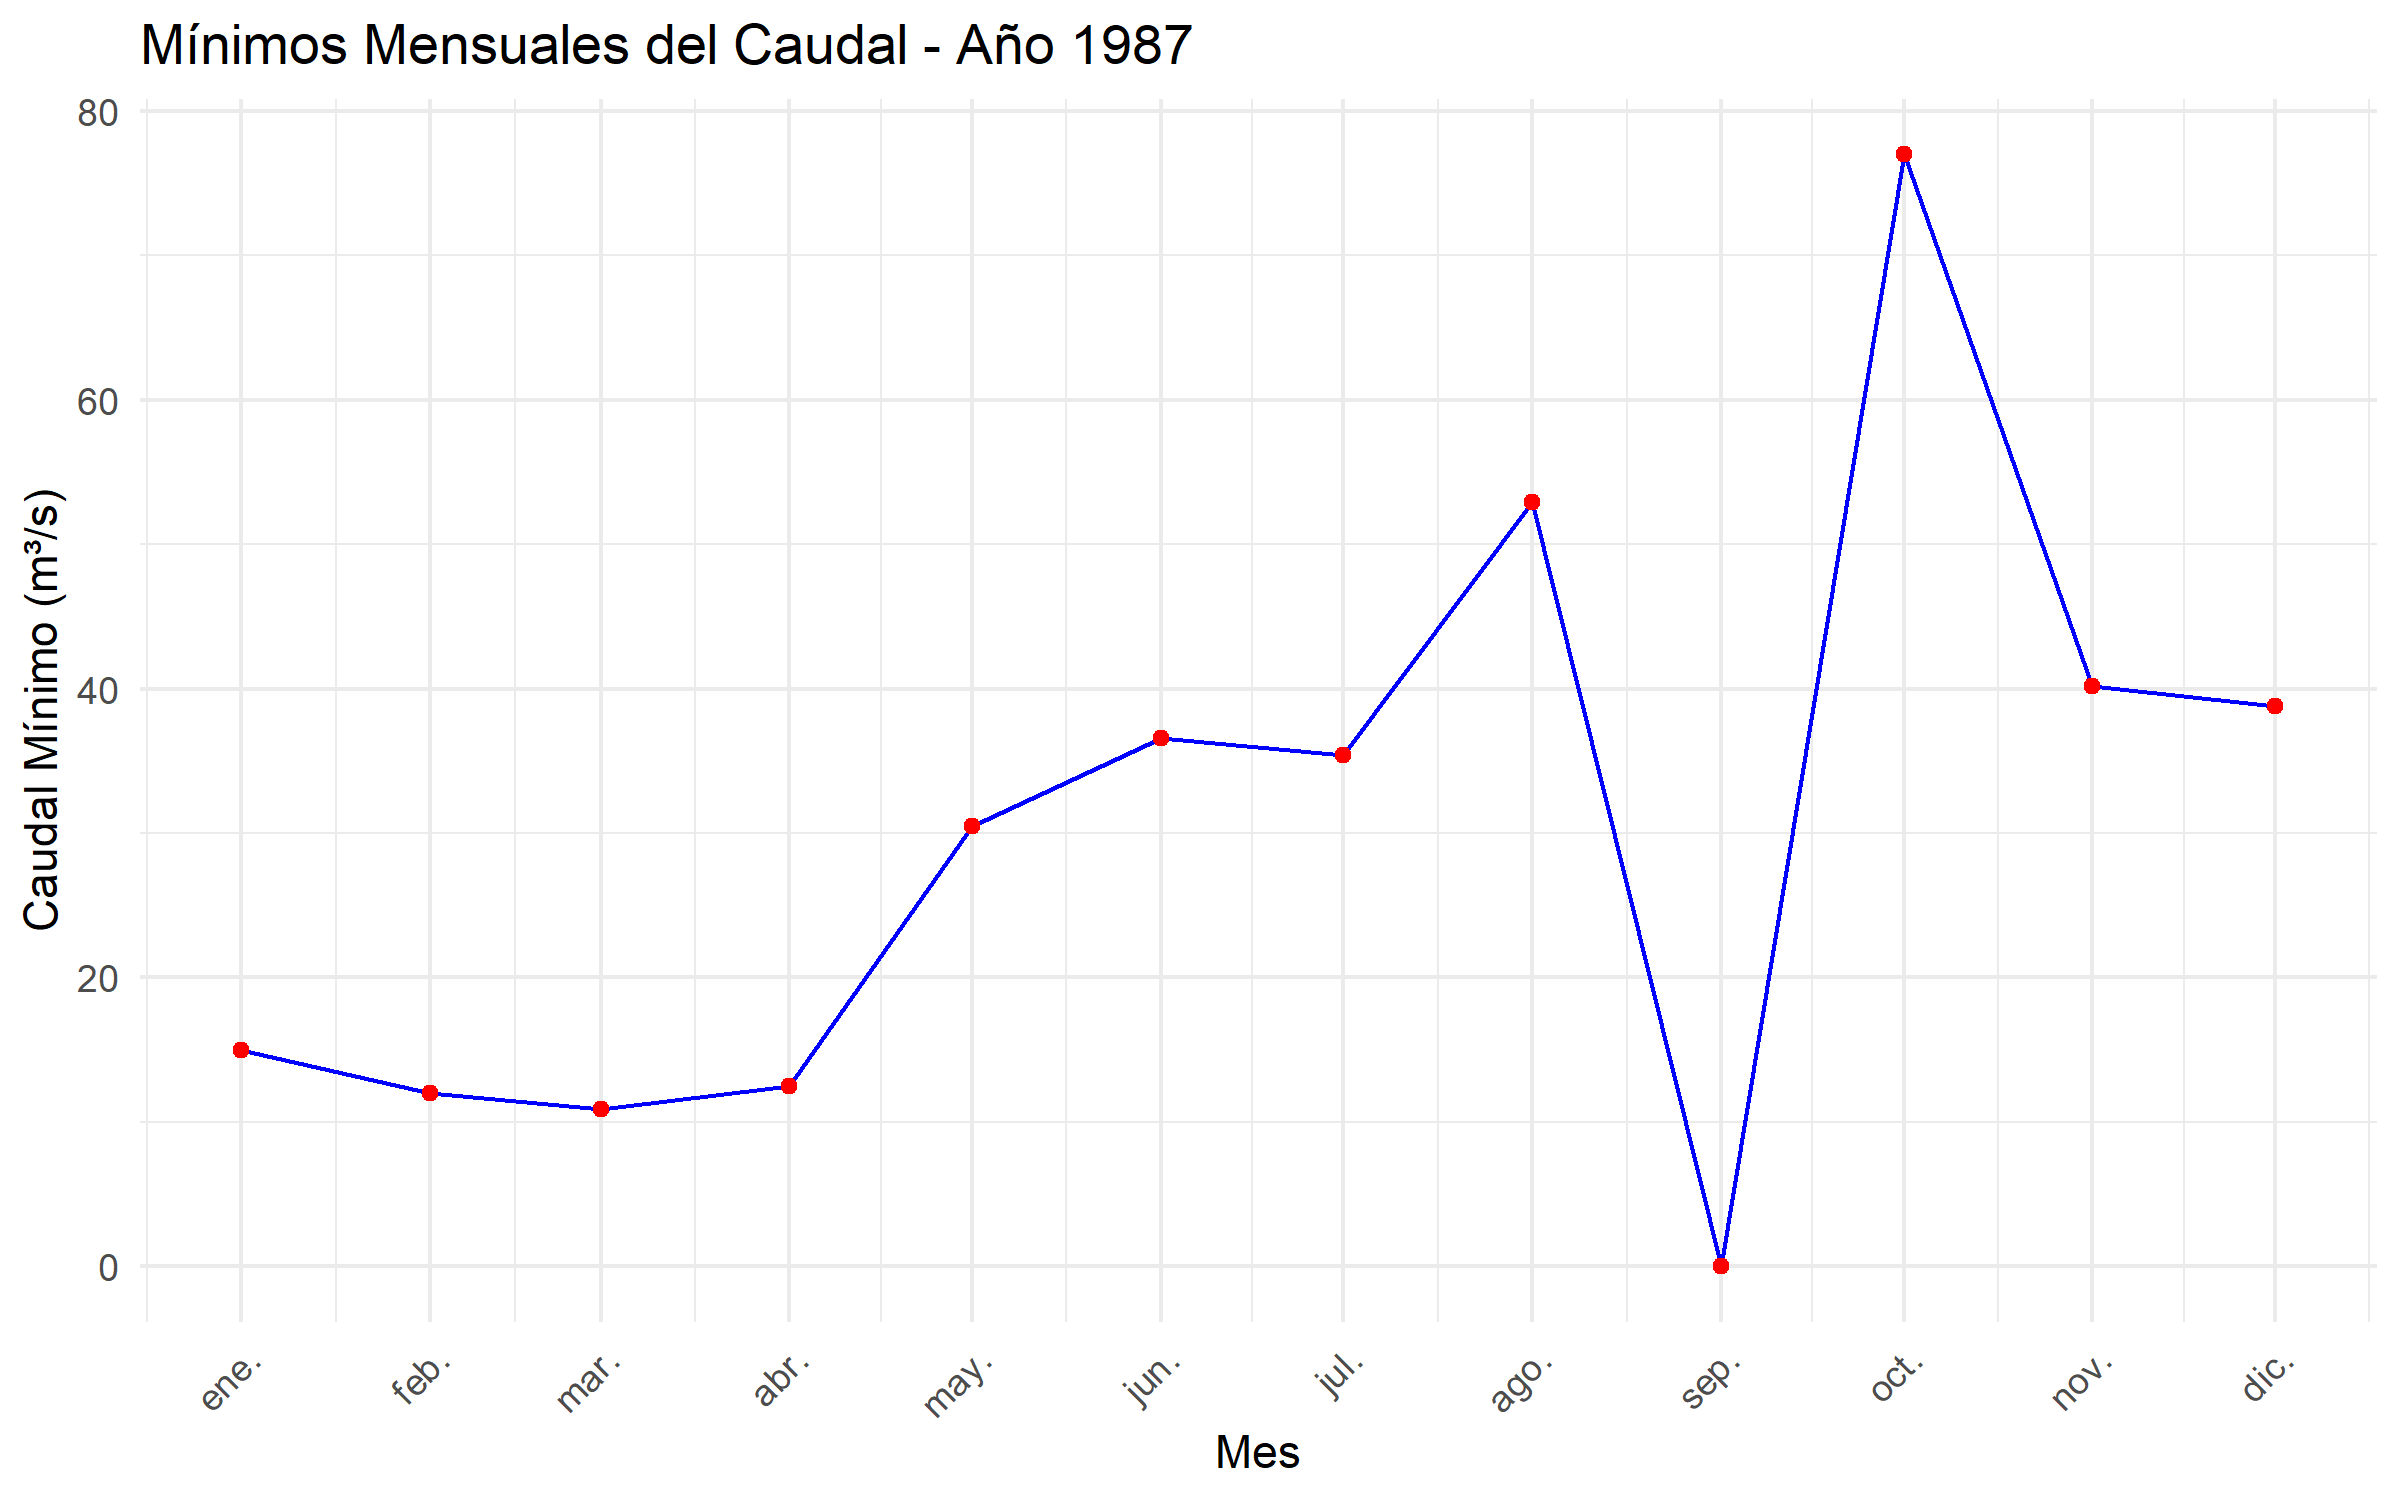 Mínimos Mensuales del Caudal - Año 1987
Caudal Mínimo (m³/s)
80
60
40
20
0
ene.
feb.
mar.
abr.
may.
jun.
jul.
ago.
sep.
oct.
nov.
dic.
Mes